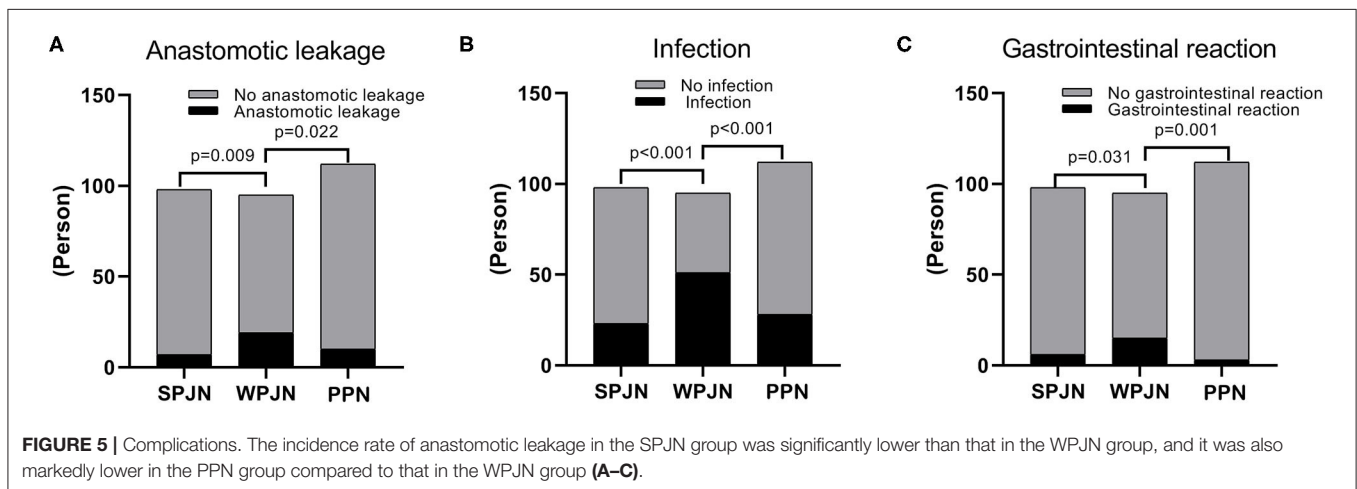 A Anastomotic leakage
No anastomotic leakage
Anastomotic leakage
p=0.022
p=0.009
150
100
50
0
(Person)
SPJN WPJN PPN
B Infection
No infection
Infection
p<0.001
p<0.001
150
100
50
0
(Person)
SPJN WPJN PPN
C Gastrointestinal reaction
No gastrointestinal reaction
Gastrointestinal reaction
p=0.001
p=0.031
150
100
50
0
(Person)
SPJN WPJN PPN
FIGURE 5 | Complications. The incidence rate of anastomotic leakage in the SPJN group was significantly lower than that in the WPJN group, and it was also
markedly lower in the PPN group compared to that in the WPJN group (A–C).